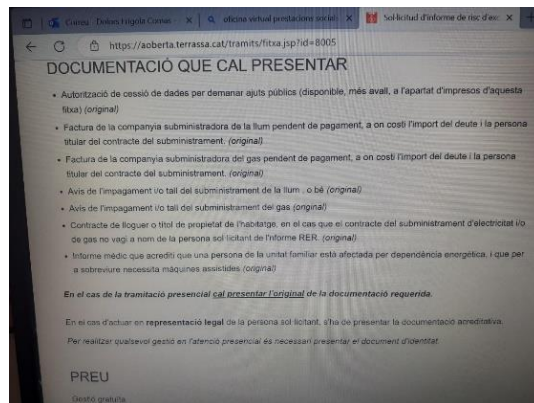 Correu - Dolors Frigola Comas
oficina virtual prestacions socials
Sol·licitud d'informe de risc d'exc
https://aoberta.terrassa.cat/tramits/fitxa.jsp?id=8005
DOCUMENTACIÓ QUE CAL PRESENTAR
• Autorització de cessió de dades per demanar ajuts públics (disponible, més avall, a l'apartat d'impresos d'aquesta
fitxa) (original)
• Factura de la companyia subministradora de la llum pendent de pagament, a on costi l'import del deute i la persona
titular del contracte del subministrament. (original)
• Factura de la companyia subministradora del gas pendent de pagament, a on costi l'import del deute i la persona
titular del contracte del subministrament. (original)
• Avís de l'impagament i/o tall del subministrament de la llum , o bé (original)
• Avís de l'impagament i/o tall del subministrament del gas (original)
• Contracte de lloguer o títol de propietat de l'habitatge, en el cas que el contracte del subministrament d'electricitat i/o
de gas no vagi a nom de la persona sol·licitant de l'nforme RER. (original)
• Informe mèdic que acrediti que una persona de la unitat familiar està afectada per dependència energètica, i que per
a sobreviure necessita màquines assistides (original)
En el cas de la tramitació presencial cal presentar l'original de la documentació requerida.
En el cas d'actuar en representació legal de la persona sol·licitant, s'ha de presentar la documentació acreditativa.
Per realitzar qualsevol gestió en l'atenció presencial és necessari presentar el document d'identitat.
PREU
Gestió gratuïta